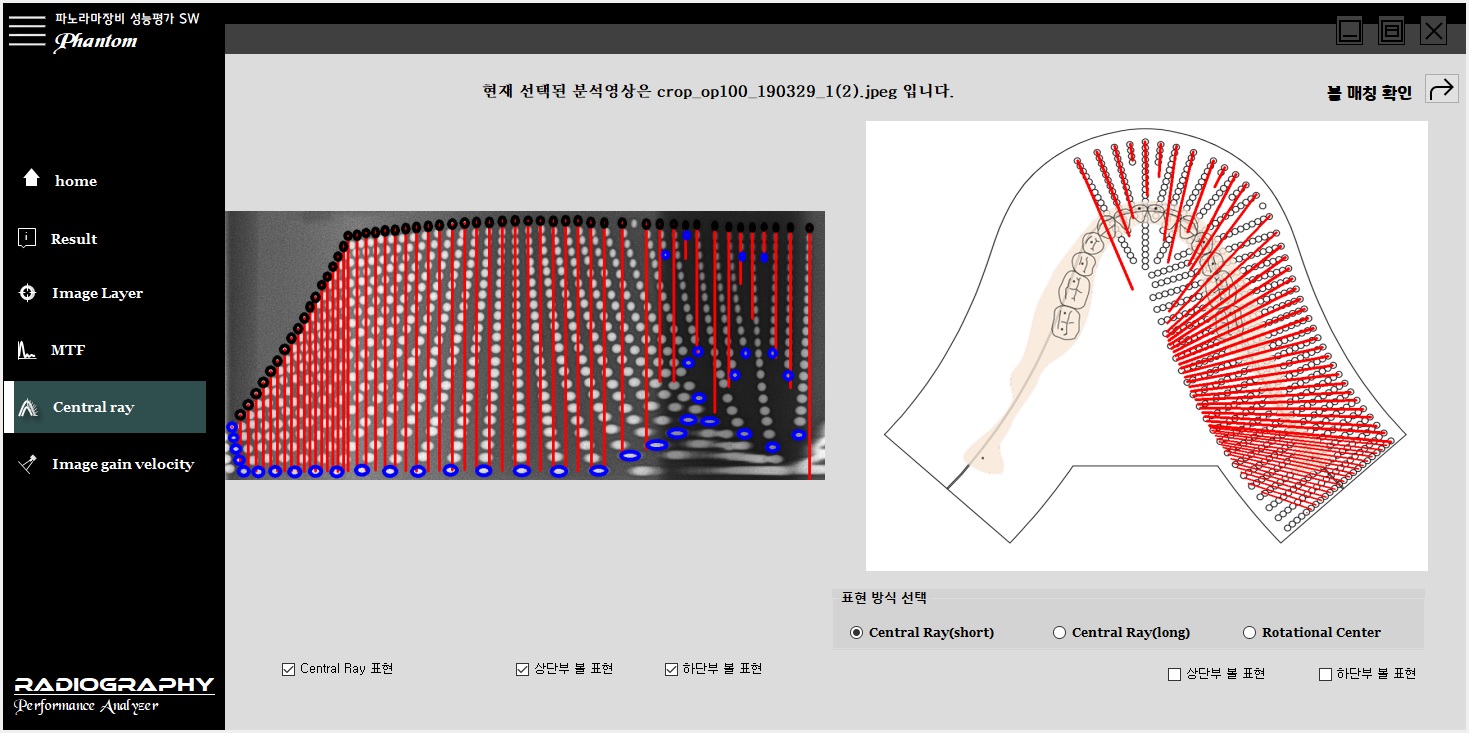 파노라마장비 성능평가 SW
Phantom
현재 선택된 분석영상은 crop_op100_190329_1(2).jpeg 입니다.
볼 매칭 확인
home
Result
Image Layer
MTF
Central ray
Image gain velocity
표현 방식 선택
Central Ray(short)
Central Ray(long)
Rotational Center
Central Ray 표현
상단부 볼 표현
하단부 볼 표현
상단부 볼 표현
하단부 볼 표현
RADIOGRAPHY
Performance Analyzer